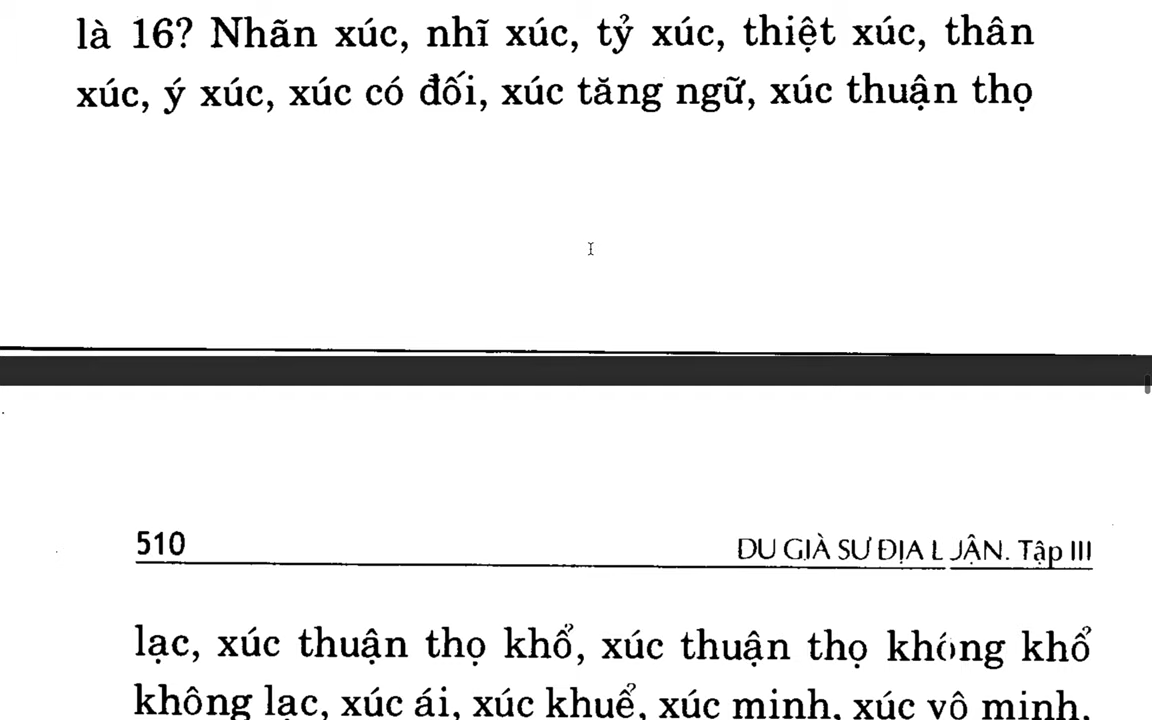 là 16? Nhãn xúc, nhĩ xúc, tỷ xúc, thiệt xúc, thân
xúc, ý xúc, xúc có đối, xúc tăng ngữ, xúc thuận thọ
510
DU GIÀ SƯ ĐỊA LUẬN. Tập III
lạc, xúc thuận thọ khổ, xúc thuận thọ không khổ
không lạc, xúc ái, xúc khuể, xúc minh, xúc vô minh,